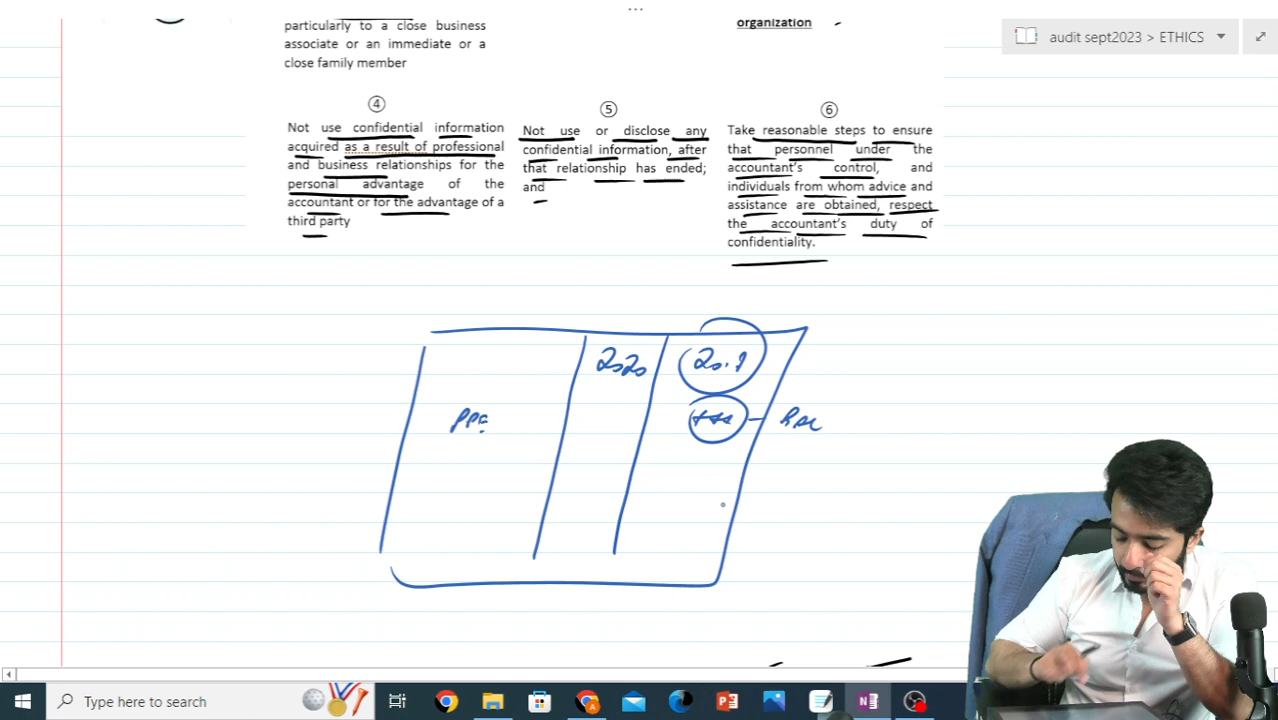 particularly to a close business
associate or an immediate or a
close family member
organization
audit sept2023 > ETHICS
④
Not use confidential information
acquired as a result of professional
and business relationships for the
personal advantage of the
accountant or for the advantage of a
third party
⑤
Not use or disclose any
confidential information, after
that relationship has ended;
and
⑥
Take reasonable steps to ensure
that personnel under the
accountant's control, and
individuals from whom advice and
assistance are obtained, respect
the accountant's duty of
confidentiality.
2020
PPE
Type here to search